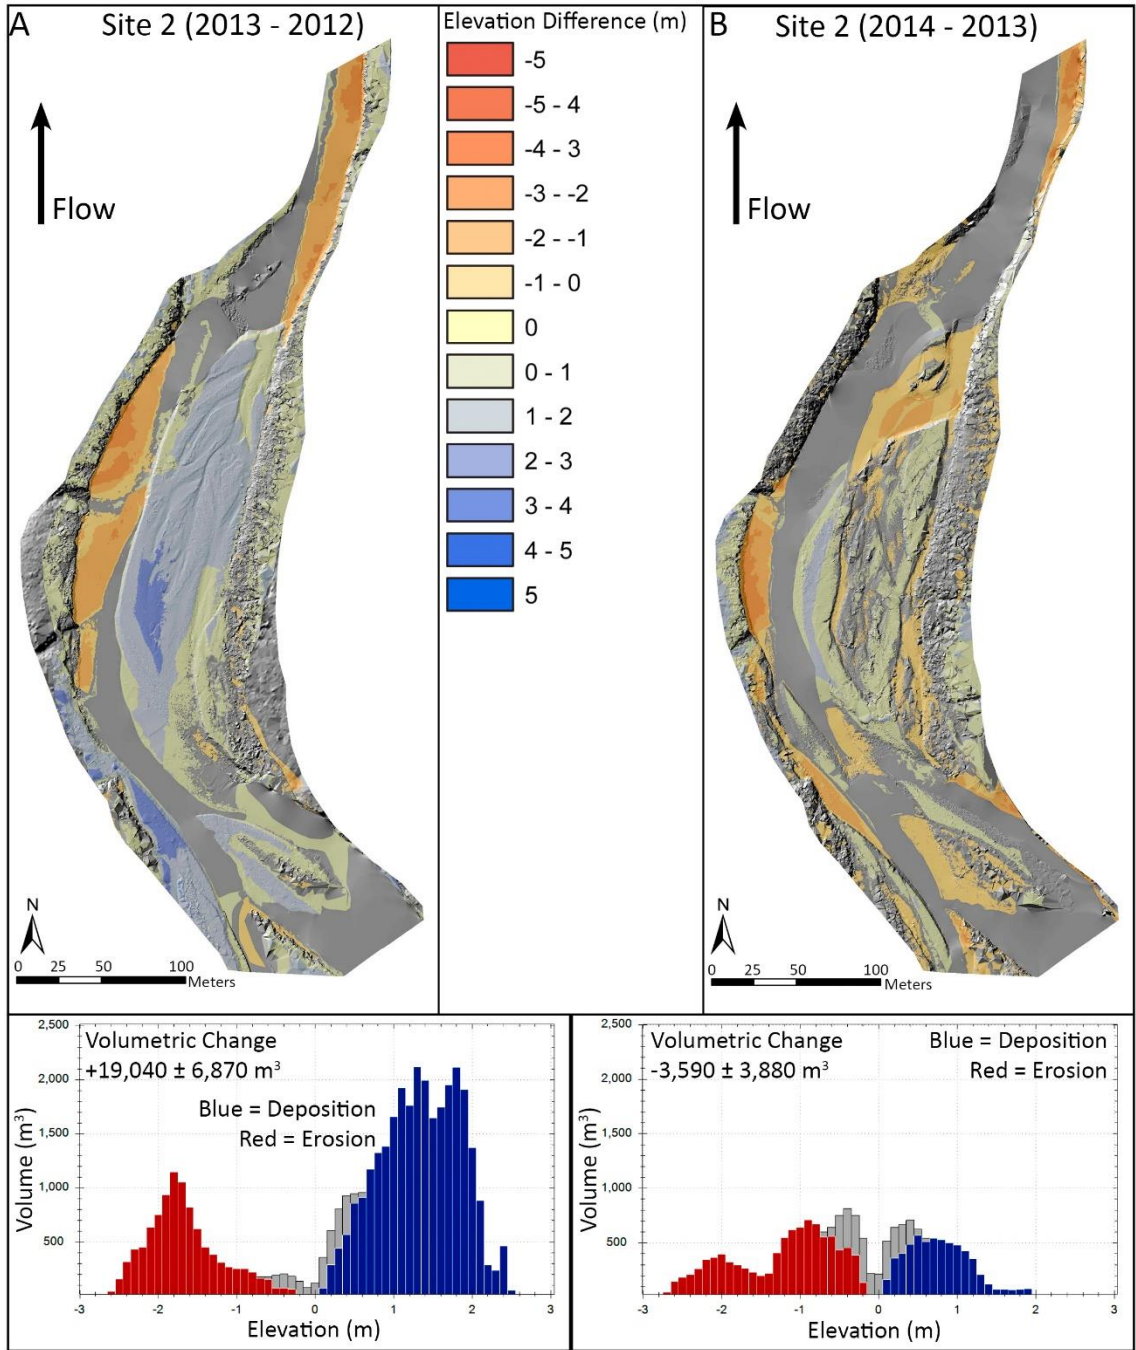 A
Site 2 (2013 - 2012)
Flow
N
0 25 50 100
Meters
Elevation Difference (m)
-5
-5 - 4
-4 - 3
-3 - -2
-2 - -1
-1 - 0
0
0 - 1
1 - 2
2 - 3
3 - 4
4 - 5
5
B
Site 2 (2014 - 2013)
Flow
N
0 25 50 100
Meters
Volumetric Change
+19,040 ± 6,870 m³
Blue = Deposition
Red = Erosion
Volume (m³)
2,500
2,000
1,500
1,000
500
-3 -2 -1 0 1 2 3
Elevation (m)
Volumetric Change
-3,590 ± 3,880 m³
Blue = Deposition
Red = Erosion
Volume (m³)
2,500
2,000
1,500
1,000
500
-3 -2 -1 0 1 2 3
Elevation (m)